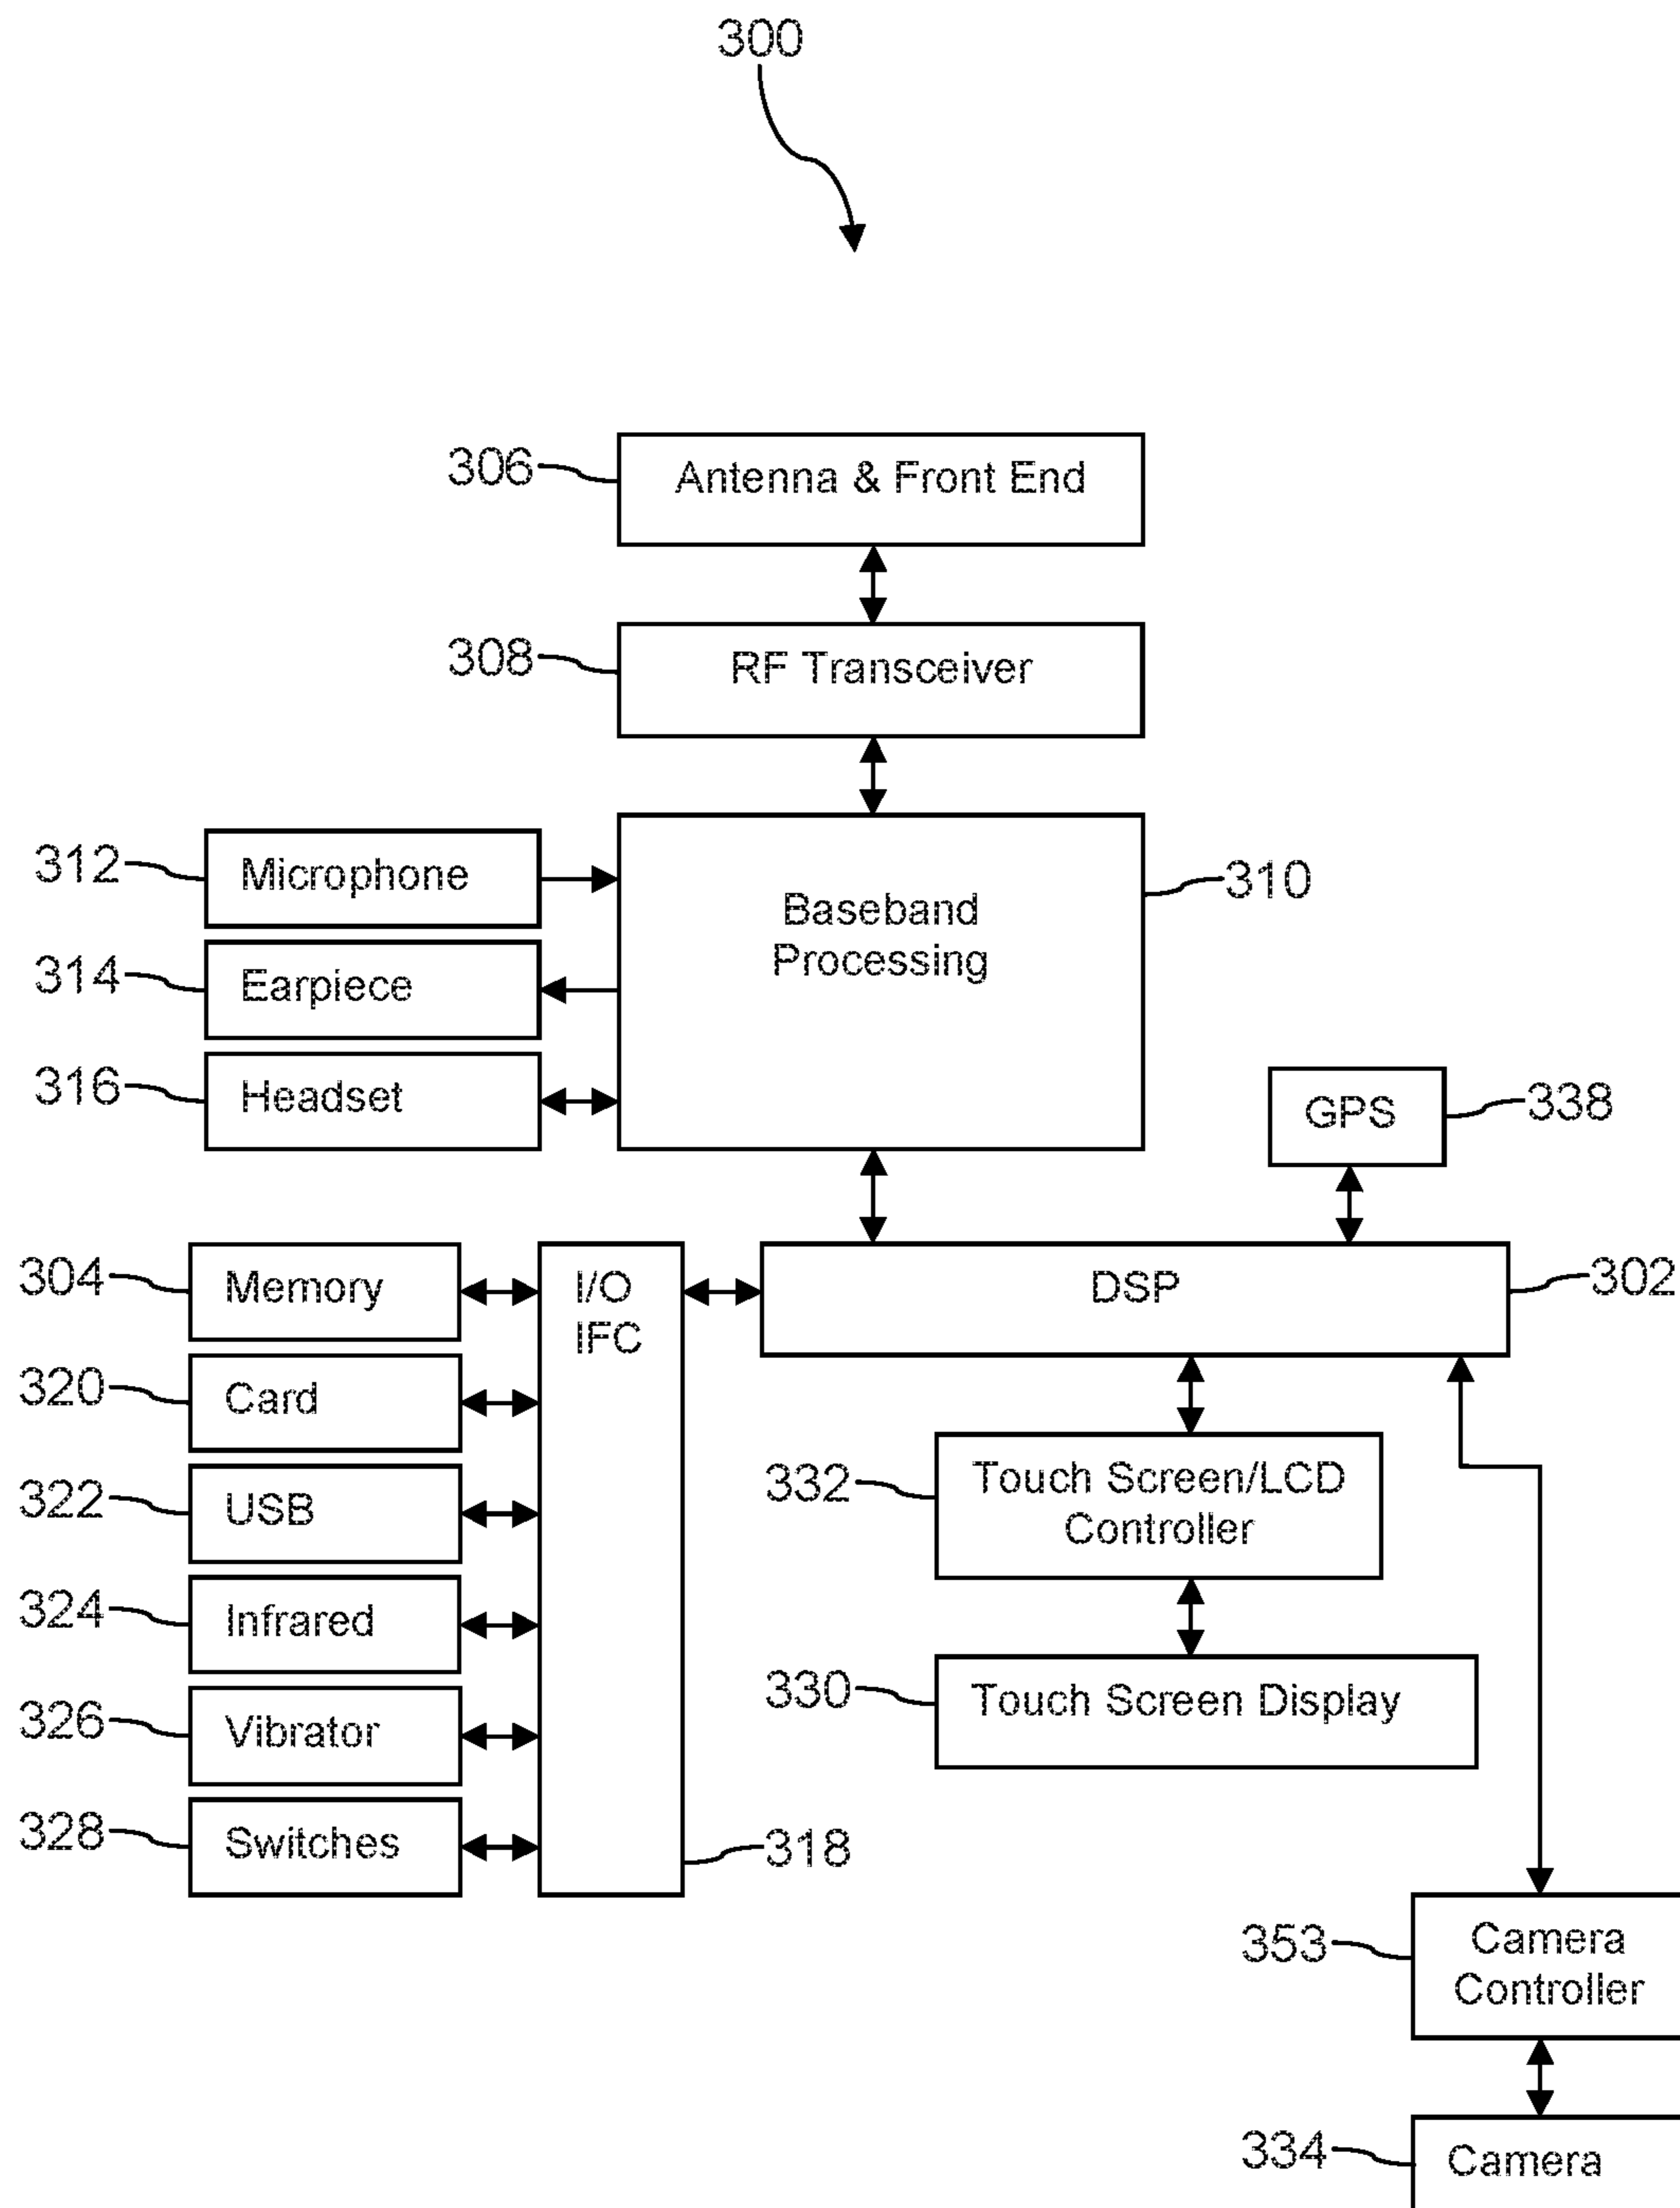 300
306
Antenna & Front End
308
RF Transceiver
312
Microphone
Baseband
Processing
310
314
Earpiece
316
Headset
GPS
338
304
Memory
I/O
IFC
DSP
302
320
Card
322
USB
332
Touch Screen/LCD
Controller
324
Infrared
326
Vibrator
330
Touch Screen Display
328
Switches
318
353
Camera
Controller
334
Camera